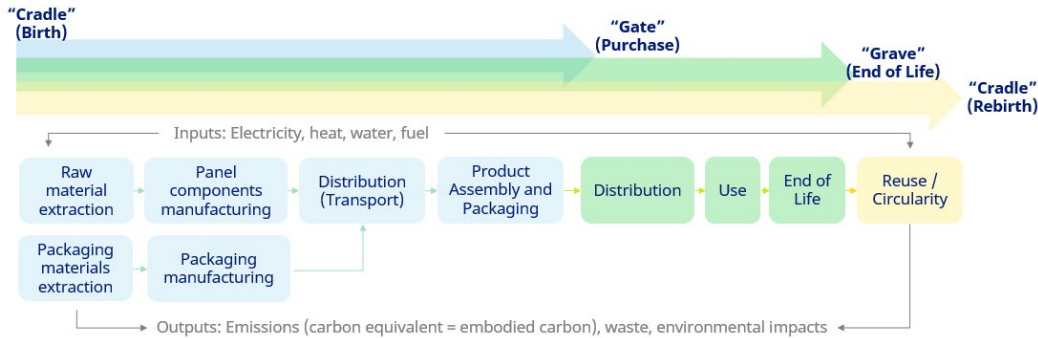 “Cradle”
(Birth)
“Gate”
(Purchase)
“Grave”
(End of Life)
“Cradle”
(Rebirth)
Inputs: Electricity, heat, water, fuel
Raw
material
extraction
Panel
components
manufacturing
Distribution
(Transport)
Product
Assembly and
Packaging
Distribution
Use
End of
Life
Reuse /
Circularity
Packaging
materials
extraction
Packaging
manufacturing
Outputs: Emissions (carbon equivalent = embodied carbon), waste, environmental impacts